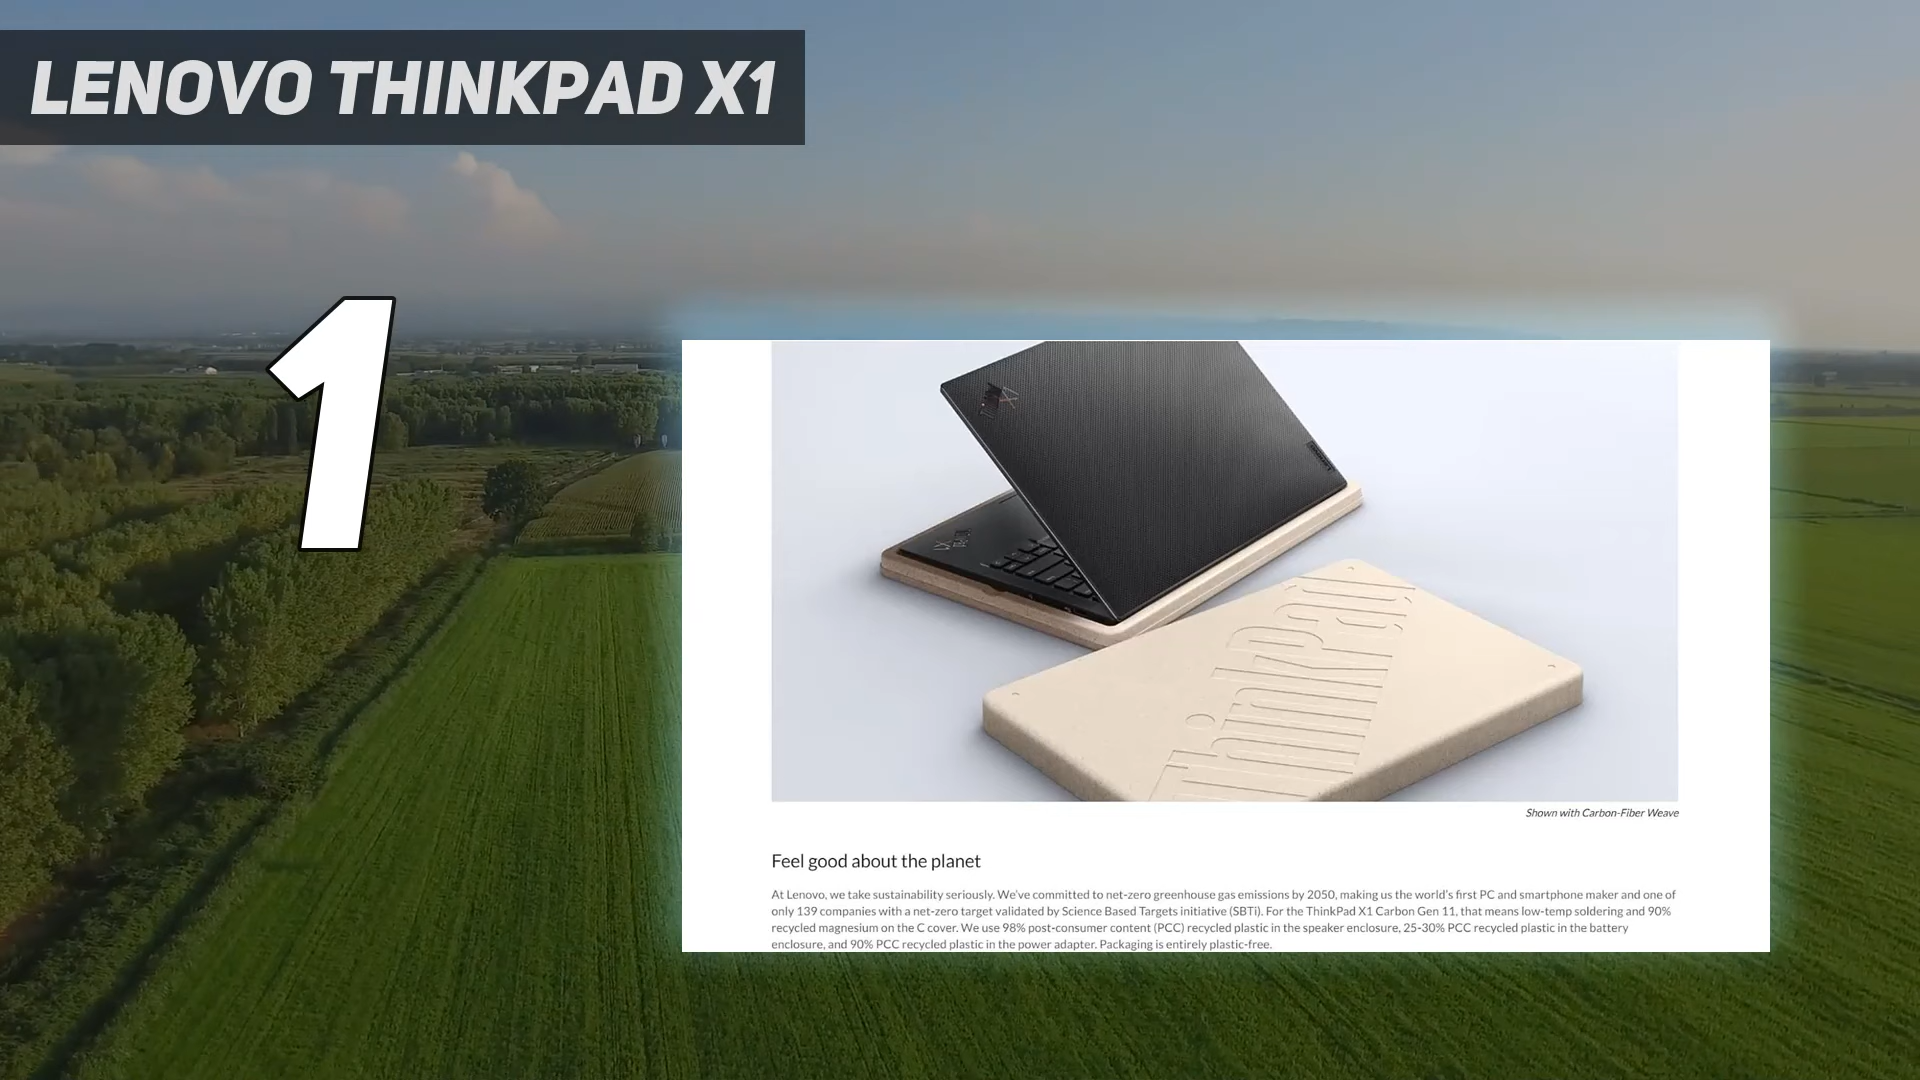 LENOVO THINKPAD X1
1
ThinkPad
Shown with Carbon-Fiber Weave
Feel good about the planet
At Lenovo, we take sustainability seriously. We've committed to net-zero greenhouse gas emissions by 2050, making us the world's first PC and smartphone maker and one of
only 139 companies with a net-zero target validated by Science Based Targets initiative (SBTi). For the ThinkPad X1 Carbon Gen 11, that means low-temp soldering and 90%
recycled magnesium on the C cover. We use 98% post-consumer content (PCC) recycled plastic in the speaker enclosure, 25-30% PCC recycled plastic in the battery
enclosure, and 90% PCC recycled plastic in the power adapter. Packaging is entirely plastic-free.